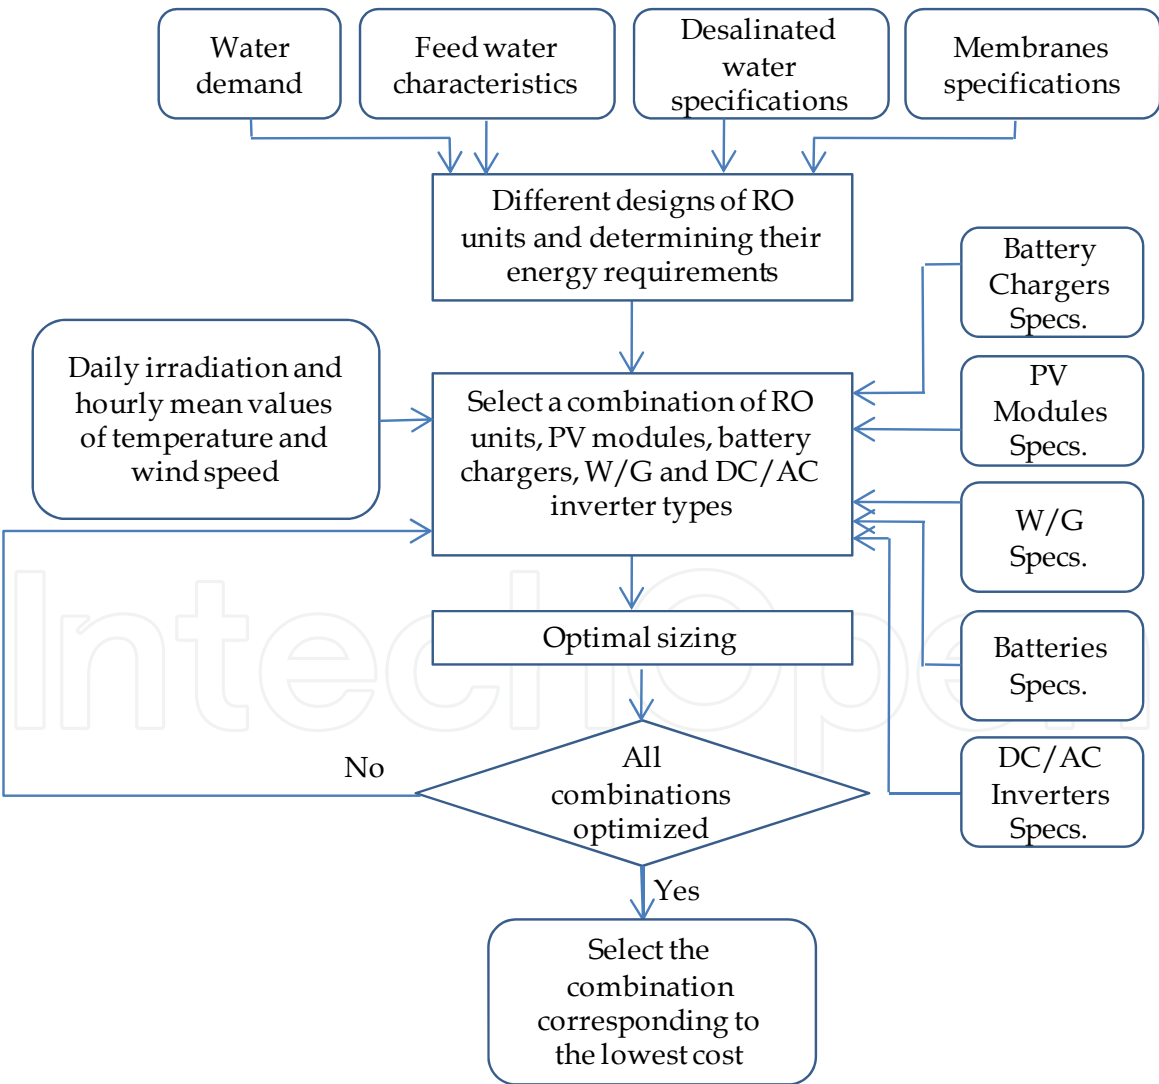 Water
demand
Feed water
characteristics
Desalinated
water
specifications
Membranes
specifications
Different designs of RO
units and determining their
energy requirements
Battery
Chargers
Specs.
Daily irradiation and
hourly mean values
of temperature and
wind speed
Select a combination of RO
units, PV modules, battery
chargers, W/G and DC/AC
inverter types
PV
Modules
Specs.
W/G
Specs.
Optimal sizing
Batteries
Specs.
No
All
combinations
optimized
DC/AC
Inverters
Specs.
Yes
Select the
combination
corresponding to
the lowest cost
IntechOpen